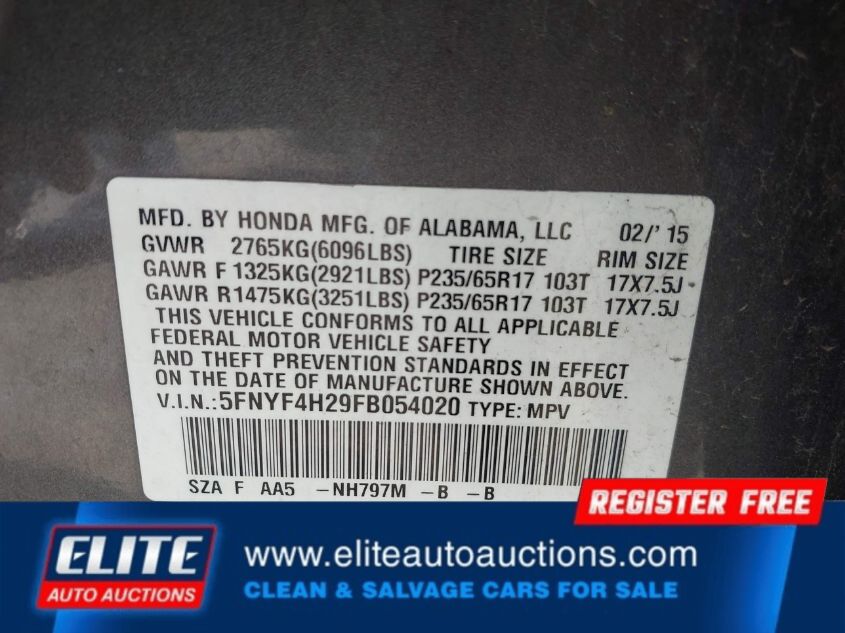 MFD. BY HONDA MFG. OF ALABAMA, LLC 02/' 15
GVWR 2765KG(6096LBS) TIRE SIZE RIM SIZE
GAWR F 1325KG(2921LBS) P235/65R17 103T 17X7.5J
GAWR R1475KG(3251LBS) P235/65R17 103T 17X7.5J
THIS VEHICLE CONFORMS TO ALL APPLICABLE
FEDERAL MOTOR VEHICLE SAFETY
AND THEFT PREVENTION STANDARDS IN EFFECT
ON THE DATE OF MANUFACTURE SHOWN ABOVE.
V.I.N.:5FNYF4H29FB054020 TYPE: MPV
SZA F AA5 -NH797M -B -B
REGISTER FREE
ELITE
AUTO AUCTIONS
www.eliteautoauctions.com
CLEAN & SALVAGE CARS FOR SALE